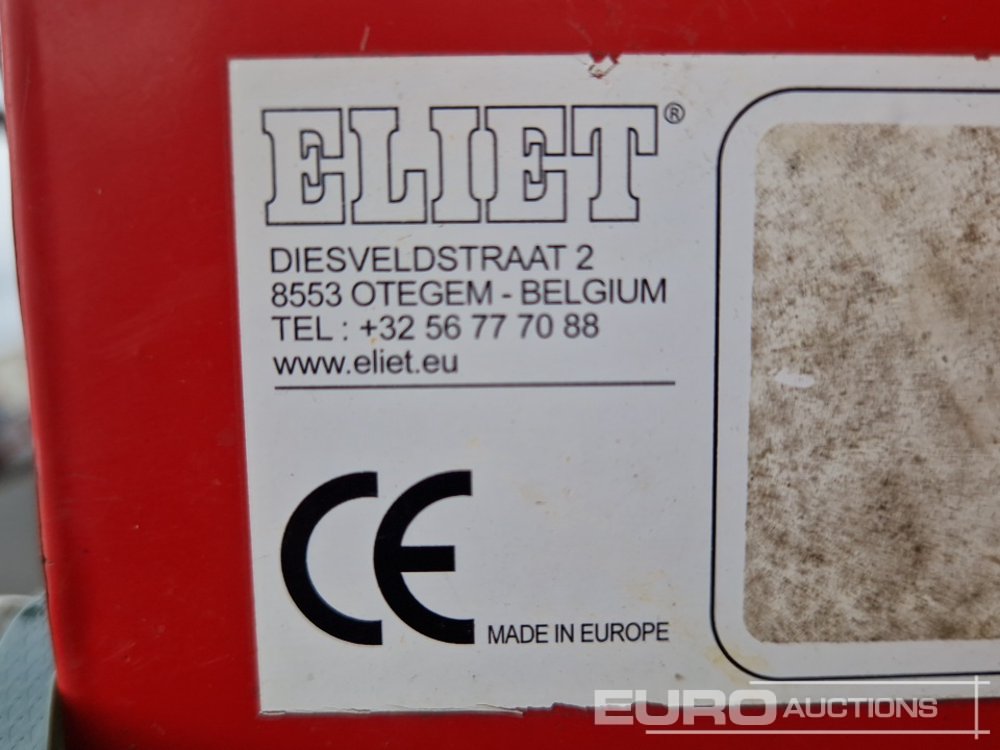 ELIET®
DIESVELDSTRAAT 2
8553 OTEGEM - BELGIUM
TEL : +32 56 77 70 88
www.eliet.eu
CE MADE IN EUROPE
EURO AUCTIONS